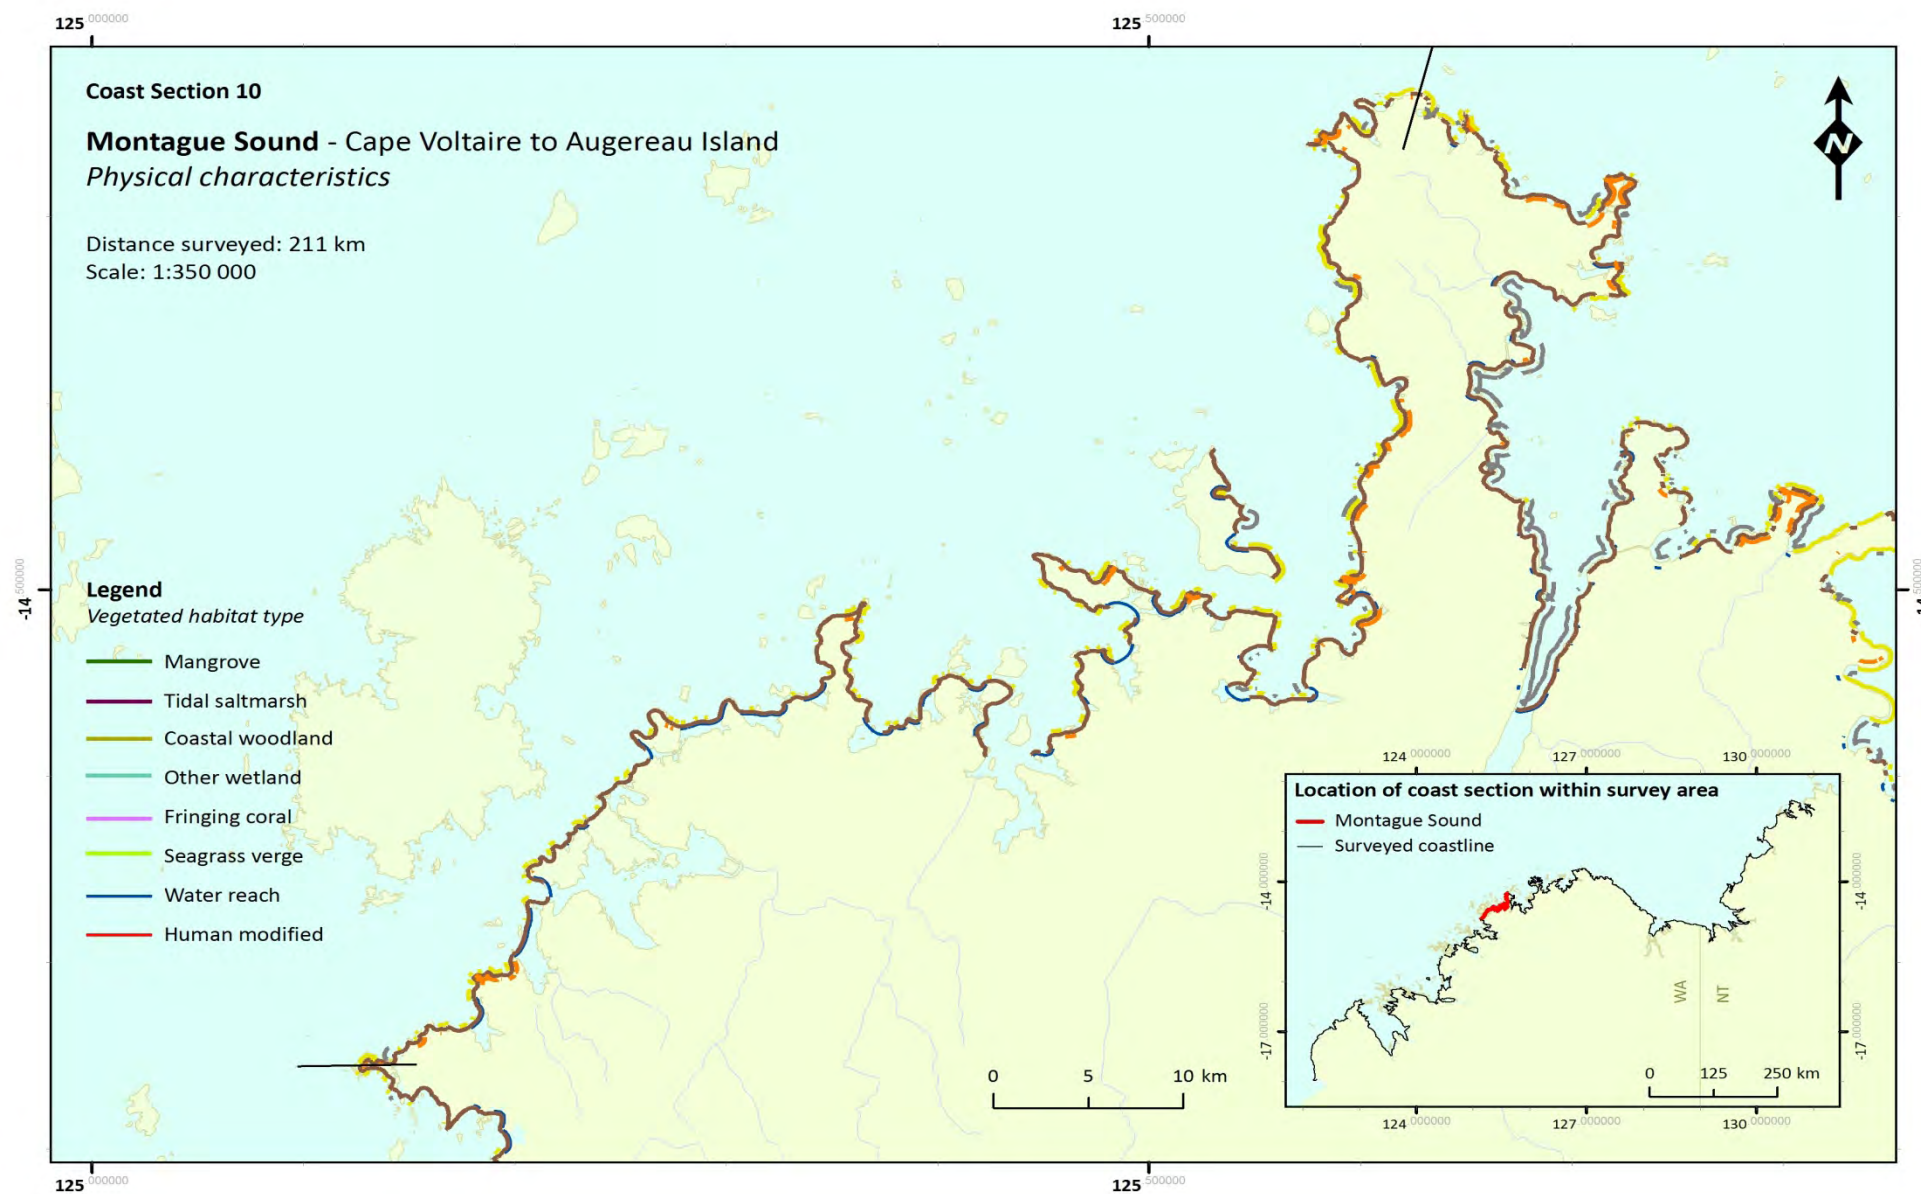 125.000000
125.500000
Coast Section 10
Montague Sound - Cape Voltaire to Augereau Island
Physical characteristics
Distance surveyed: 211 km
Scale: 1:350 000
N
-14.500000
Legend
Vegetated habitat type
Mangrove
Tidal saltmarsh
Coastal woodland
Other wetland
Fringing coral
Seagrass verge
Water reach
Human modified
0 5 10 km
124.000000 127.000000 130.000000
Location of coast section within survey area
Montague Sound
Surveyed coastline
-14.000000
-14.000000
WA
NT
-17.000000
-17.000000
0 125 250 km
124.000000 127.000000 130.000000
125.000000
125.500000